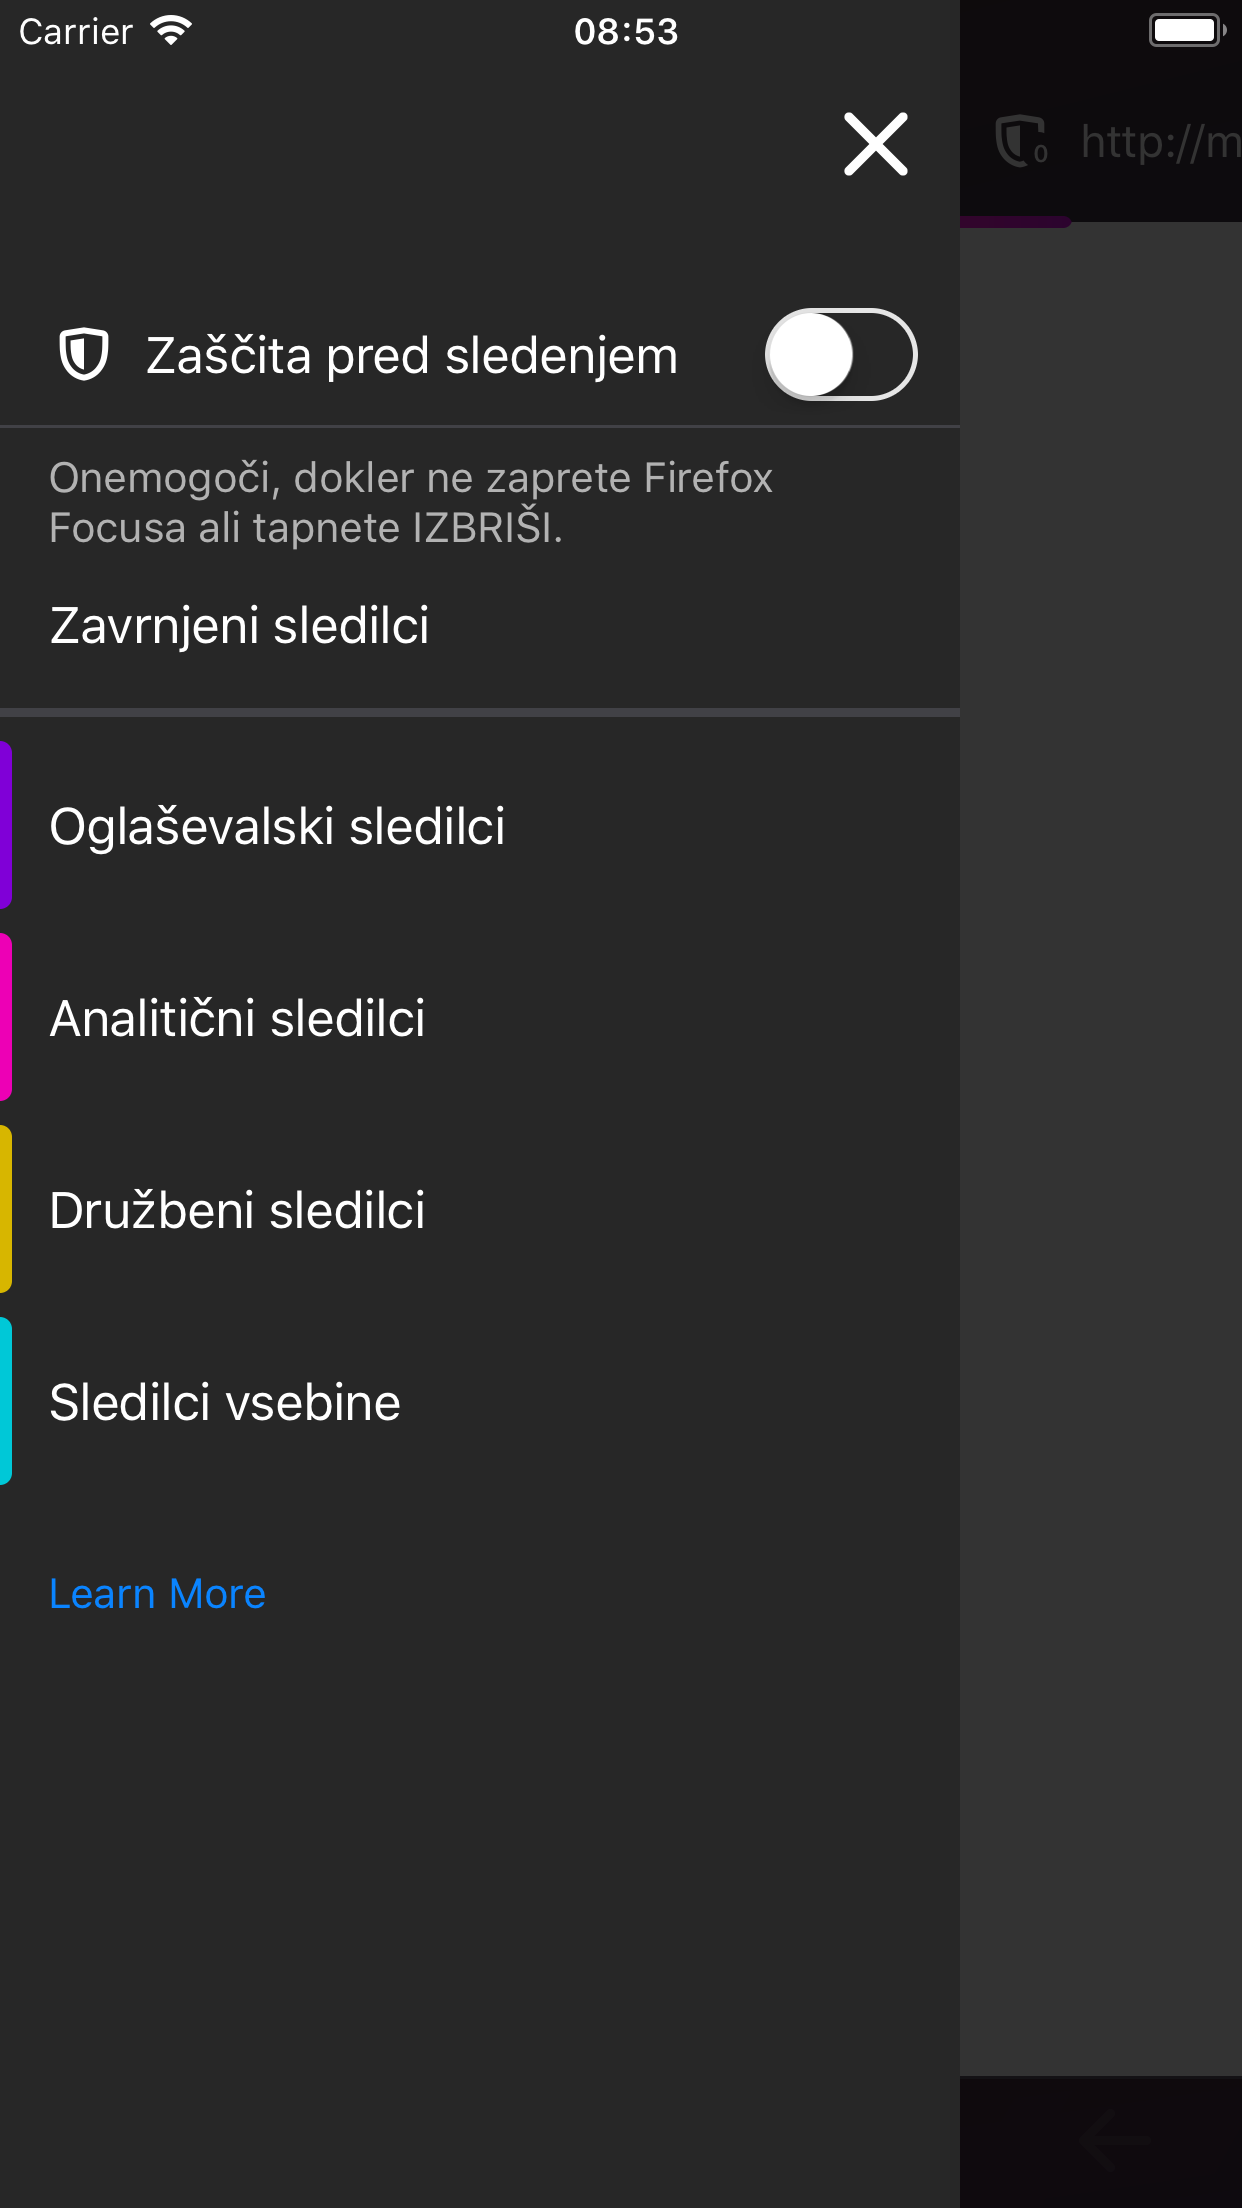 Carrier
08:53
0
http://m
Zaščita pred sledenjem
Onemogoči, dokler ne zaprete Firefox
Focusa ali tapnete IZBRIŠI.
Zavrnjeni sledilci
Oglaševalski sledilci
Analitični sledilci
Družbeni sledilci
Sledilci vsebine
Learn More